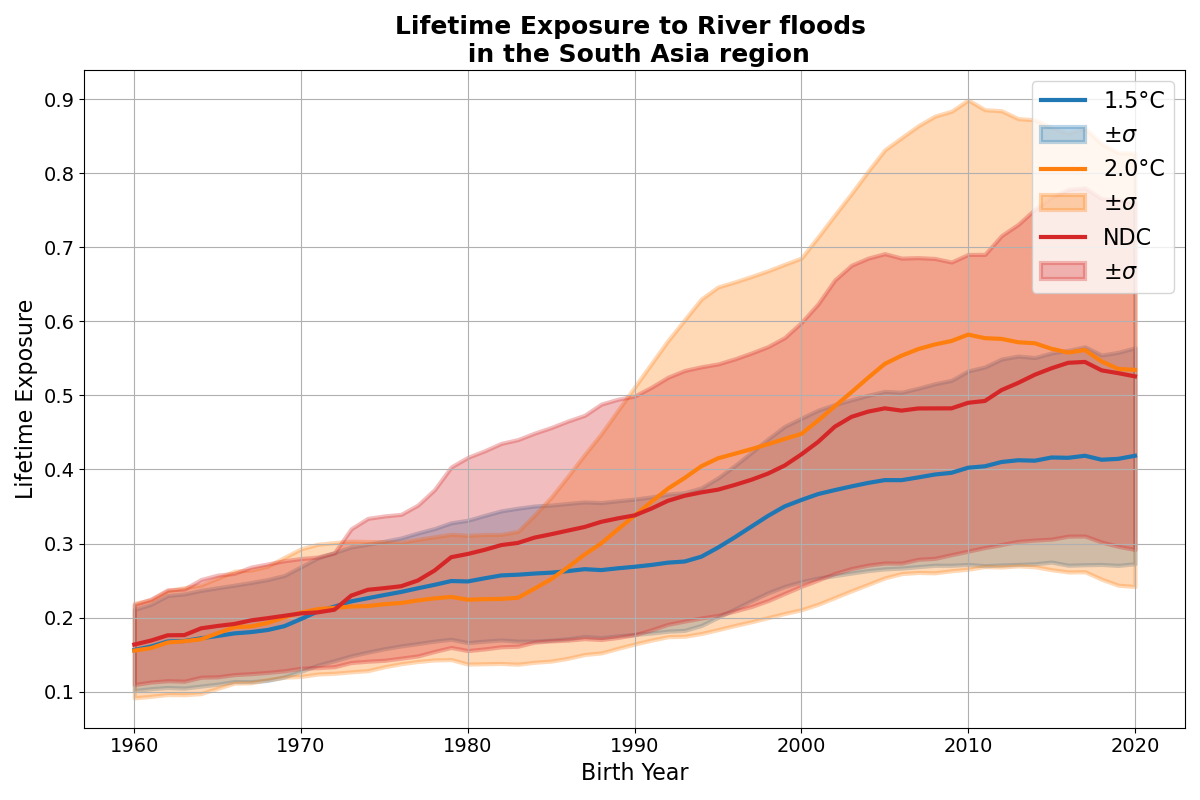 Lifetime Exposure to River floods
in the South Asia region
Lifetime Exposure
0.9
0.8
0.7
0.6
0.5
0.4
0.3
0.2
0.1
1960 1970 1980 1990 2000 2010 2020
Birth Year
1.5°C
±σ
2.0°C
±σ
NDC
±σ